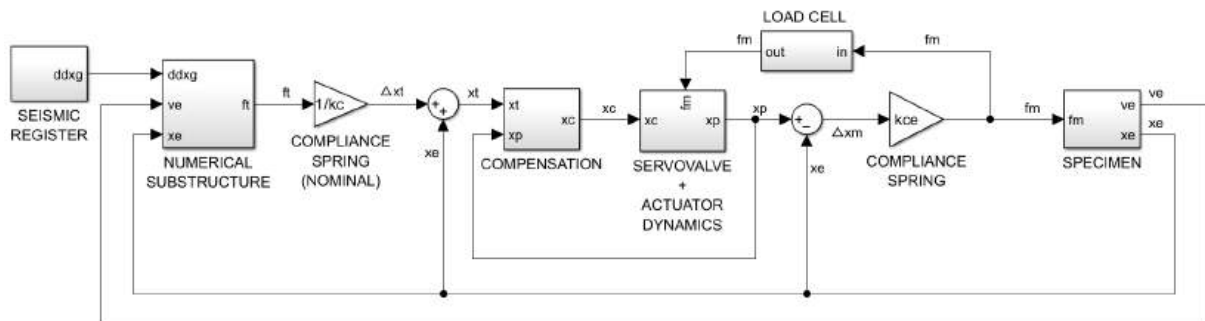 LOAD CELL
fm
out
in
fm
ddxg
SEISMIC
REGISTER
ddxg
ve
xe
ft
NUMERICAL
SUBSTRUCTURE
ft
1/kc
COMPLIANCE
SPRING
(NOMINAL)
△xt
+
+
xe
xt
xt
xp
xc
COMPENSATION
xc
fm
xc
xp
SERVOVALVE
+
ACTUATOR
DYNAMICS
xp
+
−
xe
△xm
kce
COMPLIANCE
SPRING
fm
fm
ve
xe
SPECIMEN
ve
xe